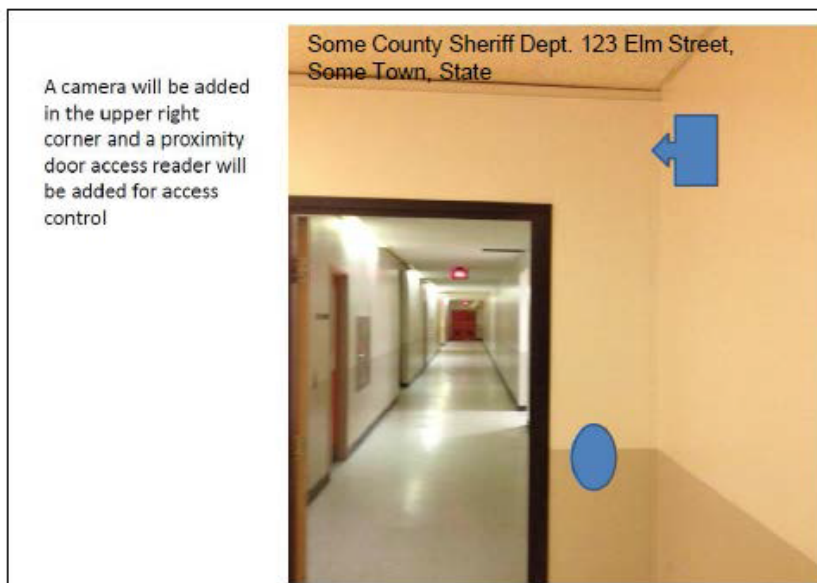 Some County Sheriff Dept. 123 Elm Street,
Some Town, State
A camera will be added
in the upper right
corner and a proximity
door access reader will
be added for access
control